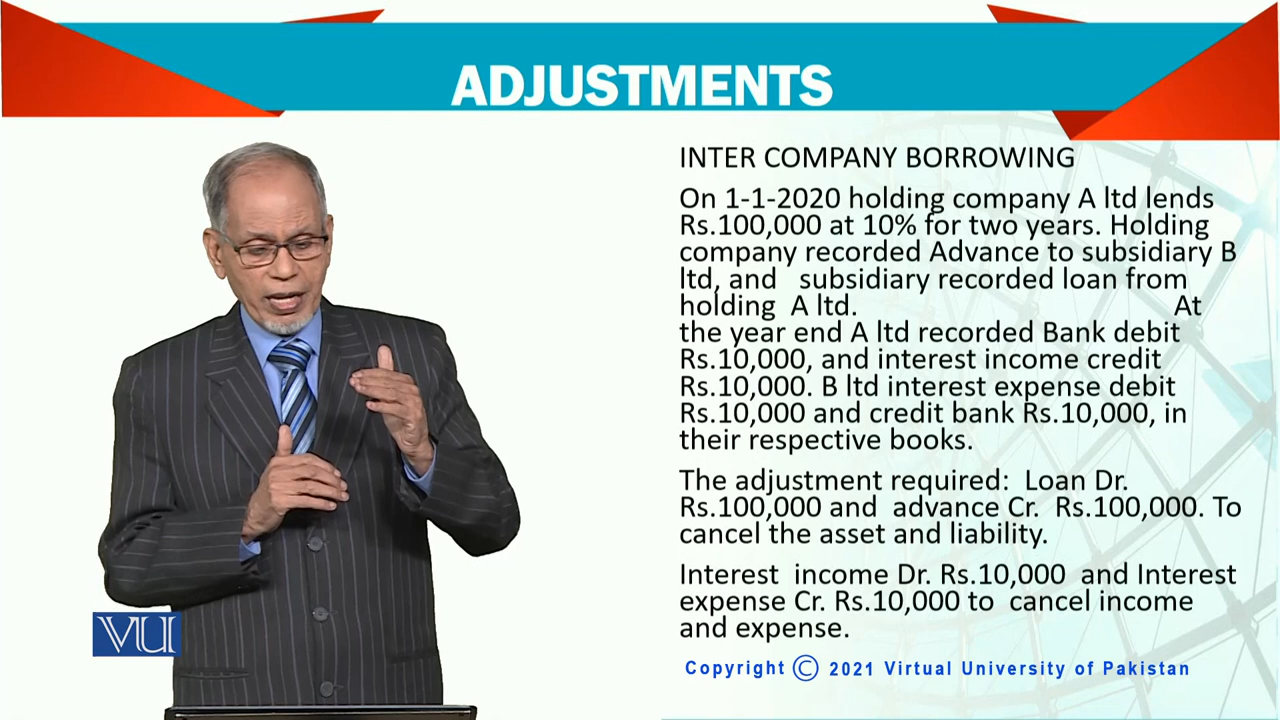 ADJUSTMENTS
INTER COMPANY BORROWING
On 1-1-2020 holding company A ltd lends
Rs.100,000 at 10% for two years. Holding
company recorded Advance to subsidiary B
ltd, and subsidiary recorded loan from
holding A ltd. At
the year end A ltd recorded Bank debit
Rs.10,000, and interest income credit
Rs.10,000. B ltd interest expense debit
Rs.10,000 and credit bank Rs.10,000, in
their respective books.
The adjustment required: Loan Dr.
Rs.100,000 and advance Cr. Rs.100,000. To
cancel the asset and liability.
Interest income Dr. Rs.10,000 and Interest
expense Cr. Rs.10,000 to cancel income
and expense.
VU
Copyright © 2021 Virtual University of Pakistan